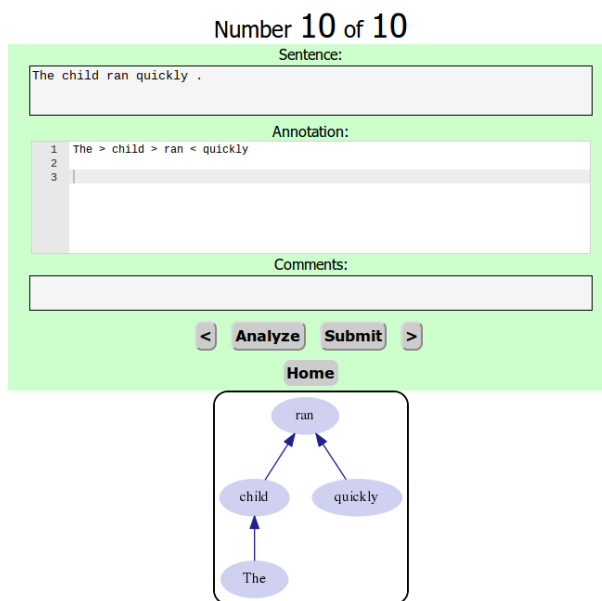 Number 10 of 10
Sentence:
The child ran quickly .
Annotation:
1 The > child > ran < quickly
2
3
Comments:
< Analyze Submit >
Home
ran
child quickly
The